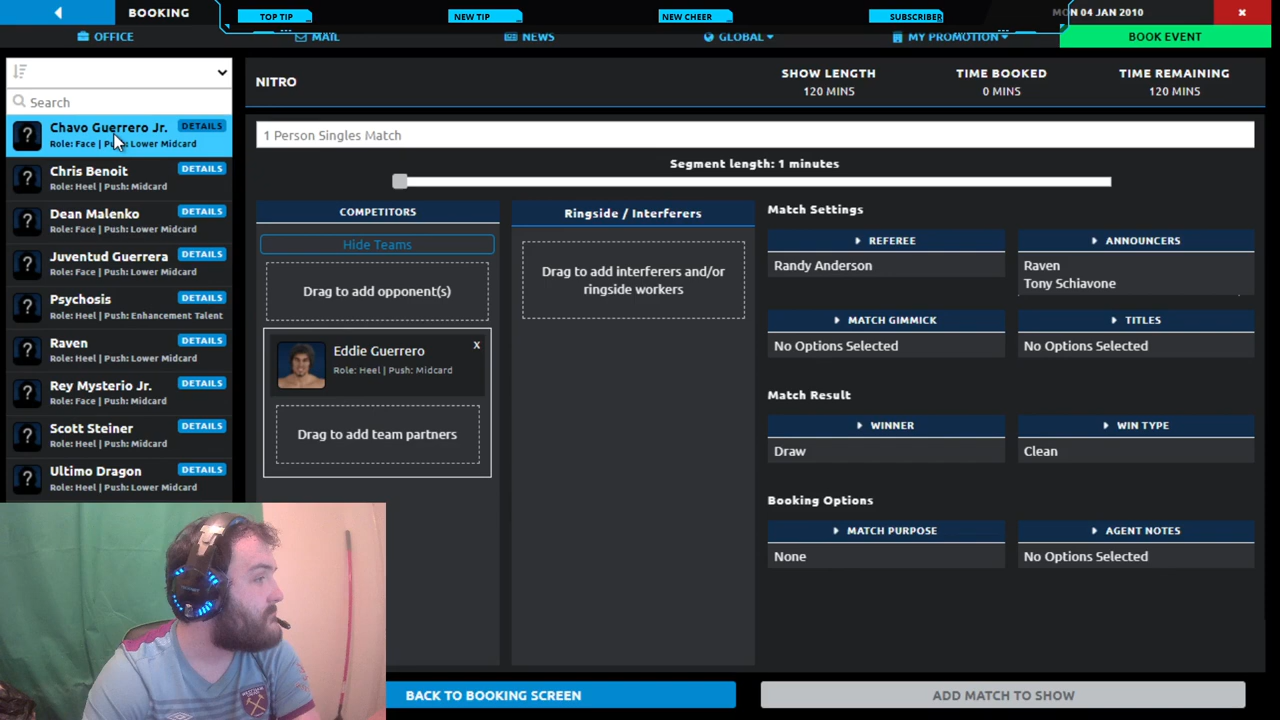 BOOKING
TOP TIP
NEW TIP
NEW CHEER
SUBSCRIBER
MON 04 JAN 2010
OFFICE
MAIL
NEWS
GLOBAL
MY PROMOTION
BOOK EVENT
Search
Chavo Guerrero Jr.
DETAILS
Role: Face | Push: Lower Midcard
Chris Benoit
DETAILS
Role: Heel | Push: Midcard
Dean Malenko
DETAILS
Role: Face | Push: Lower Midcard
Juventud Guerrera
DETAILS
Role: Face | Push: Lower Midcard
Psychosis
DETAILS
Role: Heel | Push: Enhancement Talent
Raven
DETAILS
Role: Heel | Push: Lower Midcard
Rey Mysterio Jr.
DETAILS
Role: Face | Push: Midcard
Scott Steiner
DETAILS
Role: Heel | Push: Midcard
Ultimo Dragon
DETAILS
Role: Heel | Push: Lower Midcard
NITRO
SHOW LENGTH
120 MINS
TIME BOOKED
0 MINS
TIME REMAINING
120 MINS
1 Person Singles Match
Segment length: 1 minutes
COMPETITORS
Hide Teams
Drag to add opponent(s)
Eddie Guerrero
x
Role: Heel | Push: Midcard
Drag to add team partners
Ringside / Interferers
Drag to add interferers and/or
ringside workers
Match Settings
REFEREE
Randy Anderson
ANNOUNCERS
Raven
Tony Schiavone
MATCH GIMMICK
No Options Selected
TITLES
No Options Selected
Match Result
WINNER
Draw
WIN TYPE
Clean
Booking Options
MATCH PURPOSE
None
AGENT NOTES
No Options Selected
BACK TO BOOKING SCREEN
ADD MATCH TO SHOW